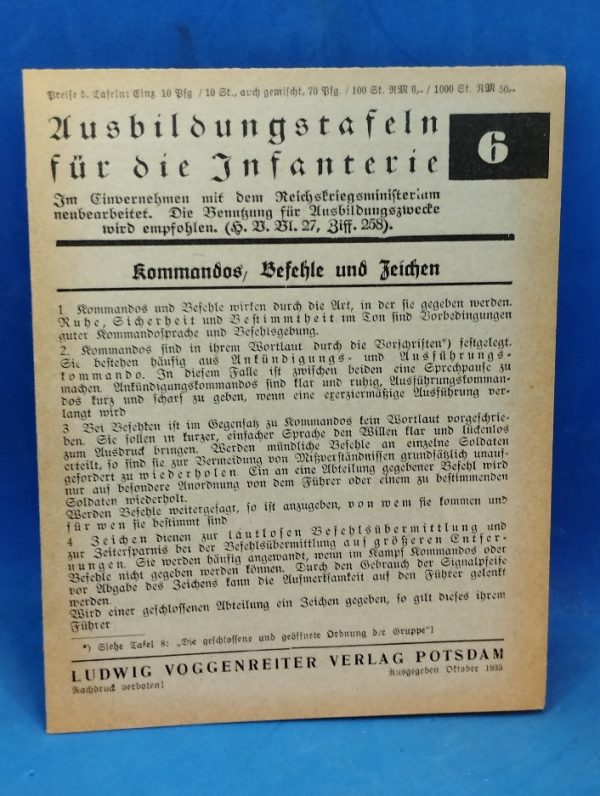 Preise d. Tafeln: Einz 10 Pfg / 10 St., auch gemischt, 70 Pfg. / 100 St. RM 6,- / 1000 St. RM 50,-
Ausbildungstafeln
für die Infanterie
6
Im Einvernehmen mit dem Reichskriegsministerium
neubearbeitet. Die Benutzung für Ausbildungszwecke
wird empfohlen. (H. V. Bl. 27, Ziff. 258).
Kommandos, Befehle und Zeichen
1 Kommandos und Befehle wirken durch die Art, in der sie gegeben werden.
Ruhe, Sicherheit und Bestimmtheit im Ton sind Vorbedingungen
guter Kommandosprache und Befehlsgebung.
2. Kommandos sind in ihrem Wortlaut durch die Vorschriften*) festgelegt.
Sie bestehen häufig aus Ankündigungs- und Ausführungs-
kommando. In diesem Falle ist zwischen beiden eine Sprechpause zu
machen. Ankündigungskommandos sind klar und ruhig, Ausführungskomman-
dos kurz und scharf zu geben, wenn eine exerziermäßige Ausführung ver-
langt wird
3 Bei Befehlen ist im Gegensatz zu Kommandos kein Wortlaut vorgeschrie-
ben. Sie sollen in kurzer, einfacher Sprache den Willen klar und lückenlos
zum Ausdruck bringen. Werden mündliche Befehle an einzelne Soldaten
erteilt, so sind sie zur Vermeidung von Mißverständnissen grundsätzlich unauf-
gefordert zu wiederholen. Ein an eine Abteilung gegebener Befehl wird
nur auf besondere Anordnung von dem Führer oder einem zu bestimmenden
Soldaten wiederholt.
Werden Befehle weitergesagt, so ist anzugeben, von wem sie kommen und
für wen sie bestimmt sind
4 Zeichen dienen zur lautlosen Befehlsübermittlung und
zur Zeitersparnis bei der Befehlsübermittlung auf größeren Entfer-
nungen. Sie werden häufig angewandt, wenn im Kampf Kommandos oder
Befehle nicht gegeben werden können. Durch den Gebrauch der Signalpfeife
vor Abgabe des Zeichens kann die Aufmerksamkeit auf den Führer gelenkt
werden.
Wird einer geschlossenen Abteilung ein Zeichen gegeben, so gilt dieses ihrem
Führer
*) Siehe Tafel 8: „Die geschlossene und geöffnete Ordnung der Gruppe"!
LUDWIG VOGGENREITER VERLAG POTSDAM
Nachdruck verboten! Ausgegeben Oktober 1935